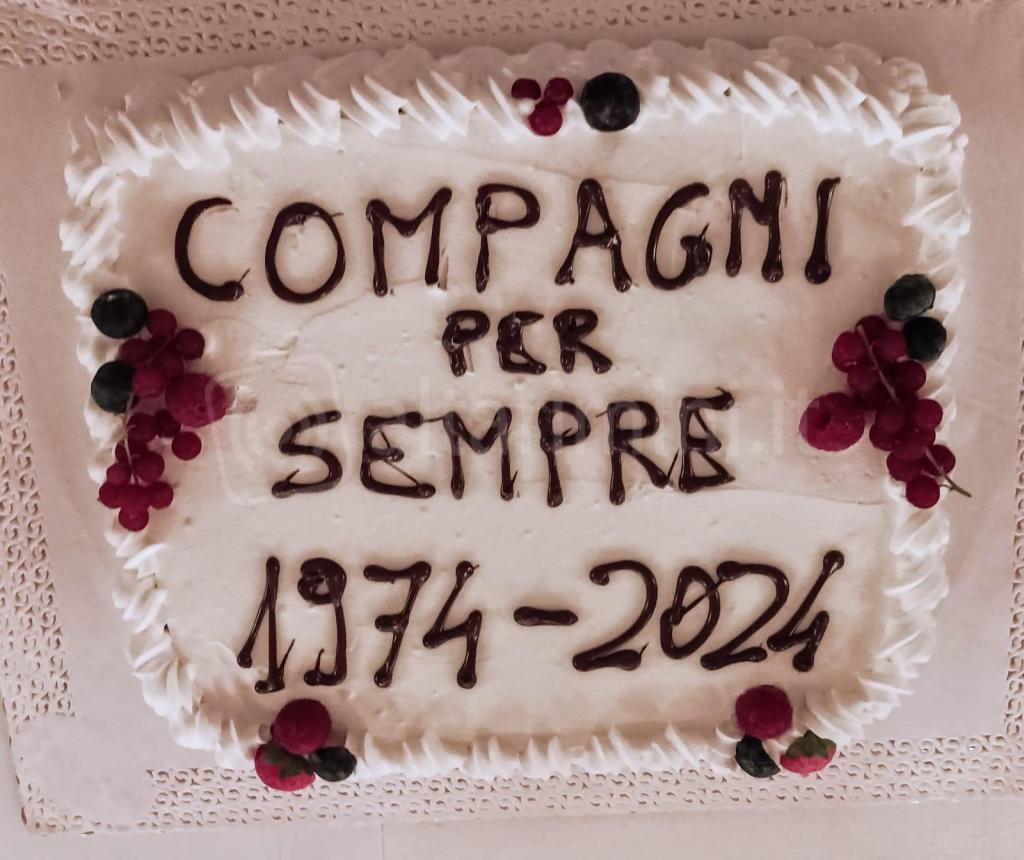 COMPAGNI
PER
SEMPRE
1974-2024